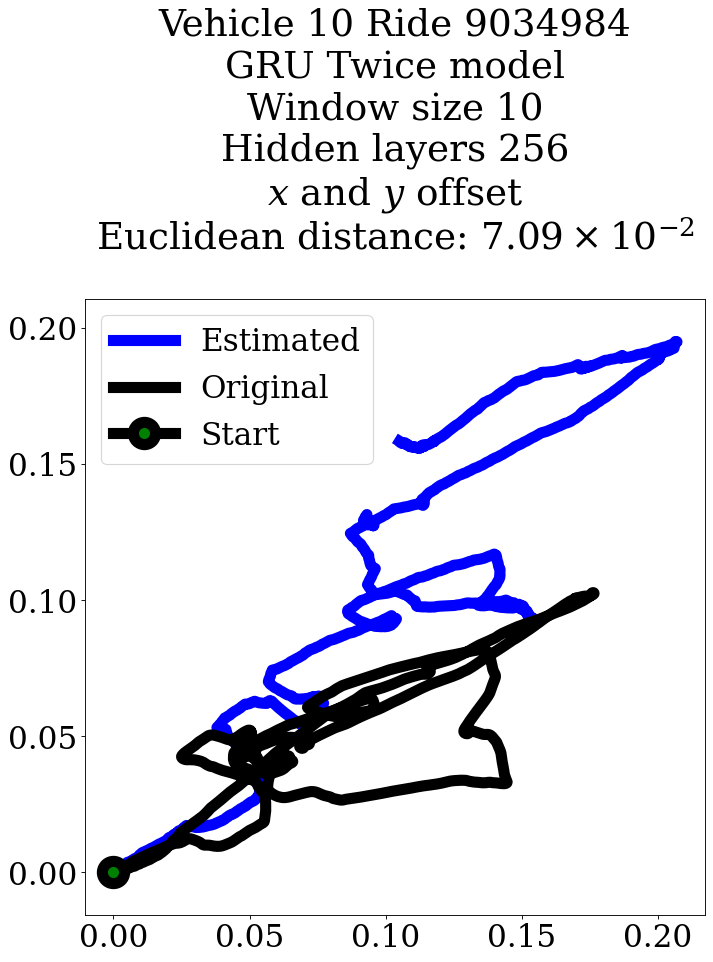 Vehicle 10 Ride 9034984
GRU Twice model
Window size 10
Hidden layers 256
x and y offset
Euclidean distance: 7.09 × 10⁻²
Estimated
Original
Start
0.20
0.15
0.10
0.05
0.00
0.00 0.05 0.10 0.15 0.20